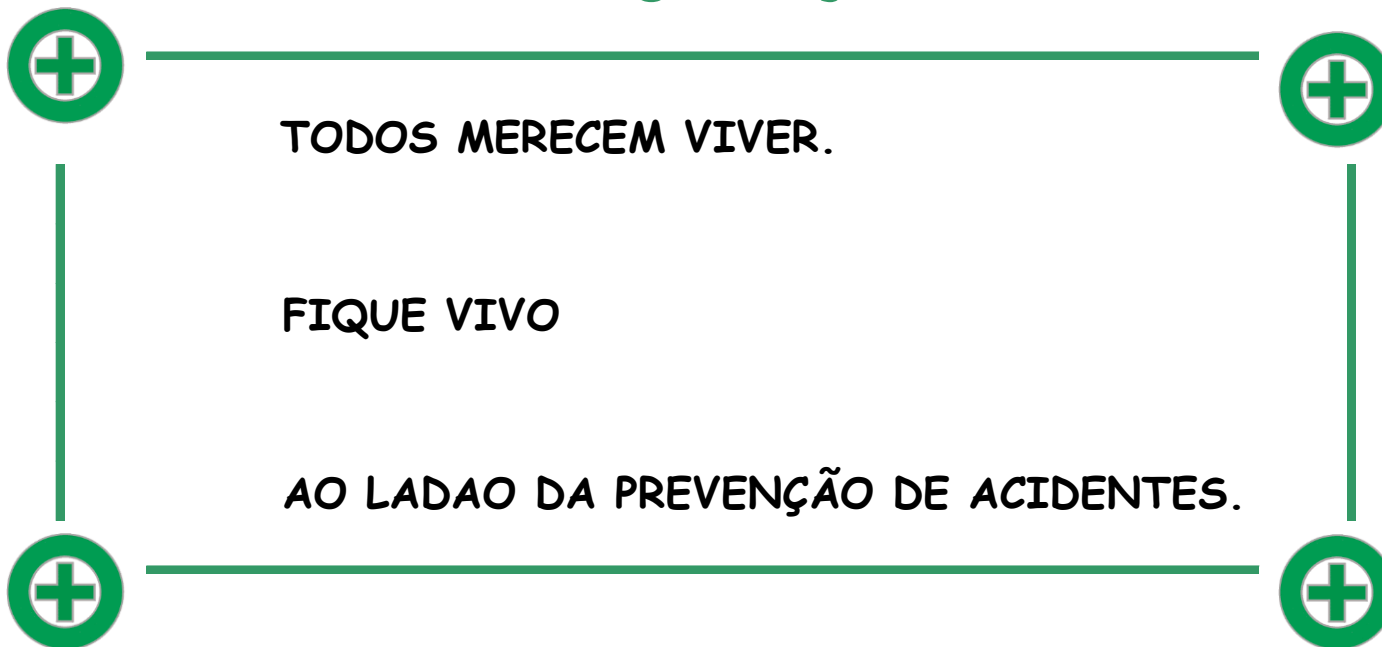 TODOS MERECEM VIVER.
FIQUE VIVO
AO LADAO DA PREVENÇÃO DE ACIDENTES.